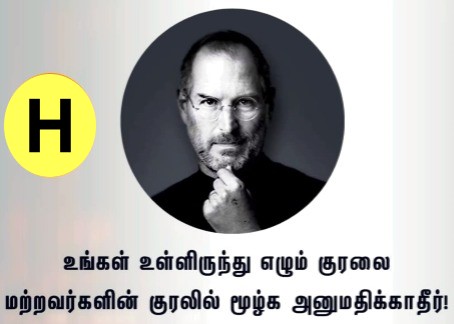 H
உங்கள் உள்ளிருந்து எழும் குரலை
மற்றவர்களின் குரலில் மூழ்க அனுமதிக்காதீர்!